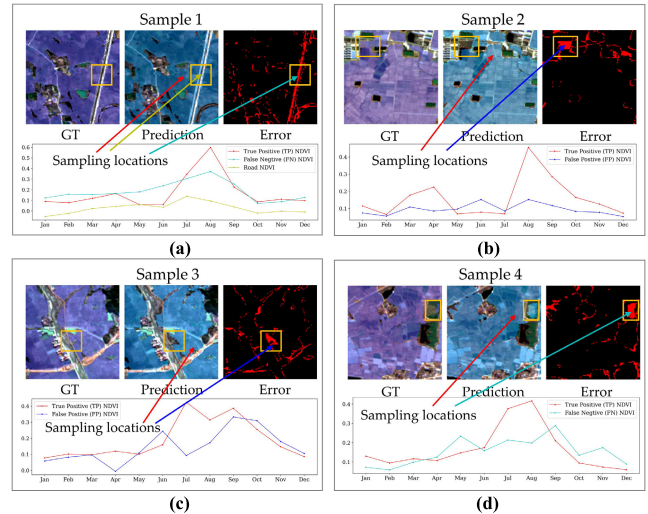 Sample 1
GT
Prediction
Error
Sampling locations
True Positive (TP) NDVI
False Negtive (FN) NDVI
Road NDVI
0.6
0.5
0.4
0.3
0.2
0.1
0.0
Jan Feb Mar Apr May Jun Jul Aug Sep Oct Nov Dec
(a)
Sample 2
GT
Prediction
Error
Sampling locations
True Positive (TP) NDVI
False Positive (FP) NDVI
0.4
0.3
0.2
0.1
Jan Feb Mar Apr May Jun Jul Aug Sep Oct Nov Dec
(b)
Sample 3
GT
Prediction
Error
Sampling locations
True Positive (TP) NDVI
False Positive (FP) NDVI
0.4
0.3
0.2
0.1
0.0
Jan Feb Mar Apr May Jun Jul Aug Sep Oct Nov Dec
(c)
Sample 4
GT
Prediction
Error
Sampling locations
True Positive (TP) NDVI
False Negtive (FN) NDVI
0.4
0.3
0.2
0.1
Jan Feb Mar Apr May Jun Jul Aug Sep Oct Nov Dec
(d)